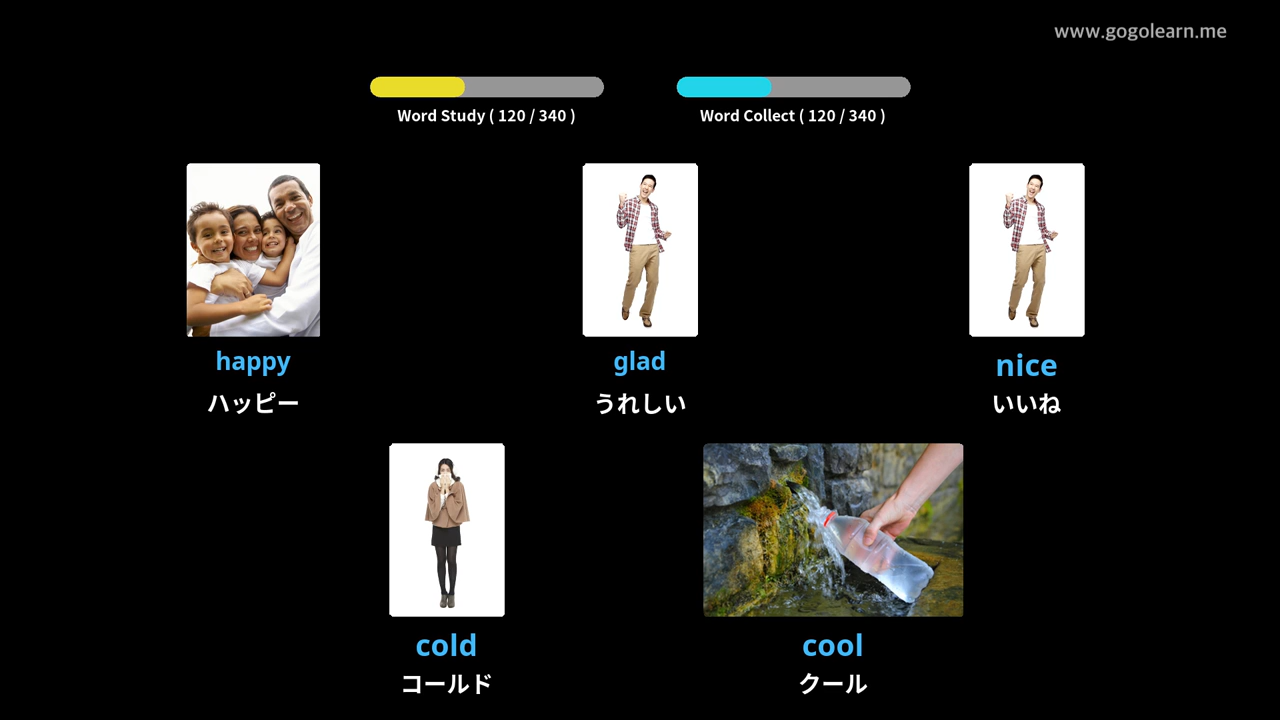 www.gogolearn.me
Word Study ( 120 / 340 )
Word Collect ( 120 / 340 )
happy
ハッピー
glad
うれしい
nice
いいね
cold
コールド
cool
クール